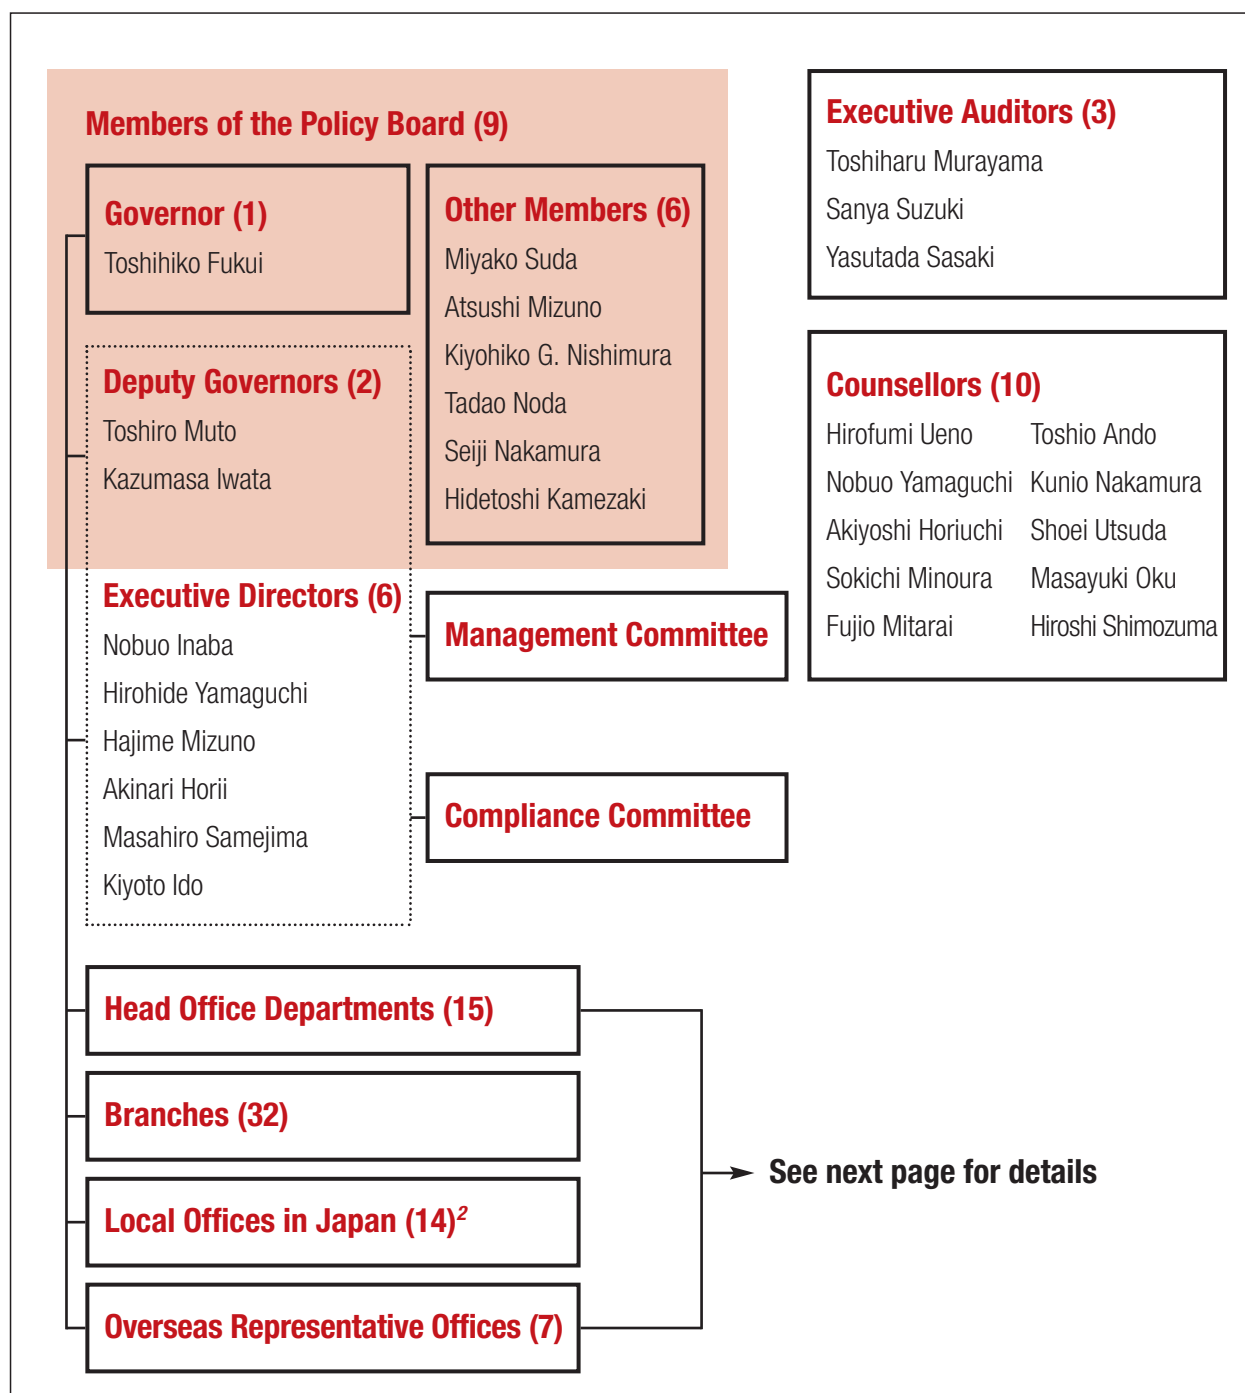 Members of the Policy Board (9)
Governor (1)
Toshihiko Fukui
Deputy Governors (2)
Toshiro Muto
Kazumasa Iwata
Other Members (6)
Miyako Suda
Atsushi Mizuno
Kiyohiko G. Nishimura
Tadao Noda
Seiji Nakamura
Hidetoshi Kamezaki
Executive Directors (6)
Nobuo Inaba
Hirohide Yamaguchi
Hajime Mizuno
Akinari Horii
Masahiro Samejima
Kiyoto Ido
Management Committee
Compliance Committee
Executive Auditors (3)
Toshiharu Murayama
Sanya Suzuki
Yasutada Sasaki
Counsellors (10)
Hirofumi Ueno Toshio Ando
Nobuo Yamaguchi Kunio Nakamura
Akiyoshi Horiuchi Shoei Utsuda
Sokichi Minoura Masayuki Oku
Fujio Mitarai Hiroshi Shimozuma
Head Office Departments (15)
Branches (32)
Local Offices in Japan (14)²
Overseas Representative Offices (7)
See next page for details